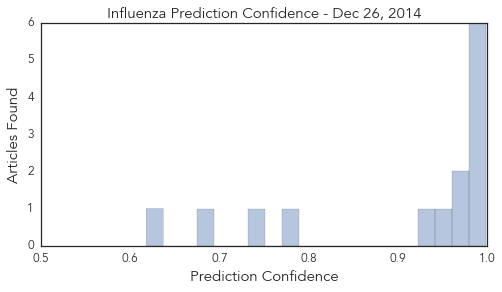 Influenza Prediction Confidence - Dec 26, 2014
Articles Found
6
5
4
3
2
1
0
0.5 0.6 0.7 0.8 0.9 1.0
Prediction Confidence